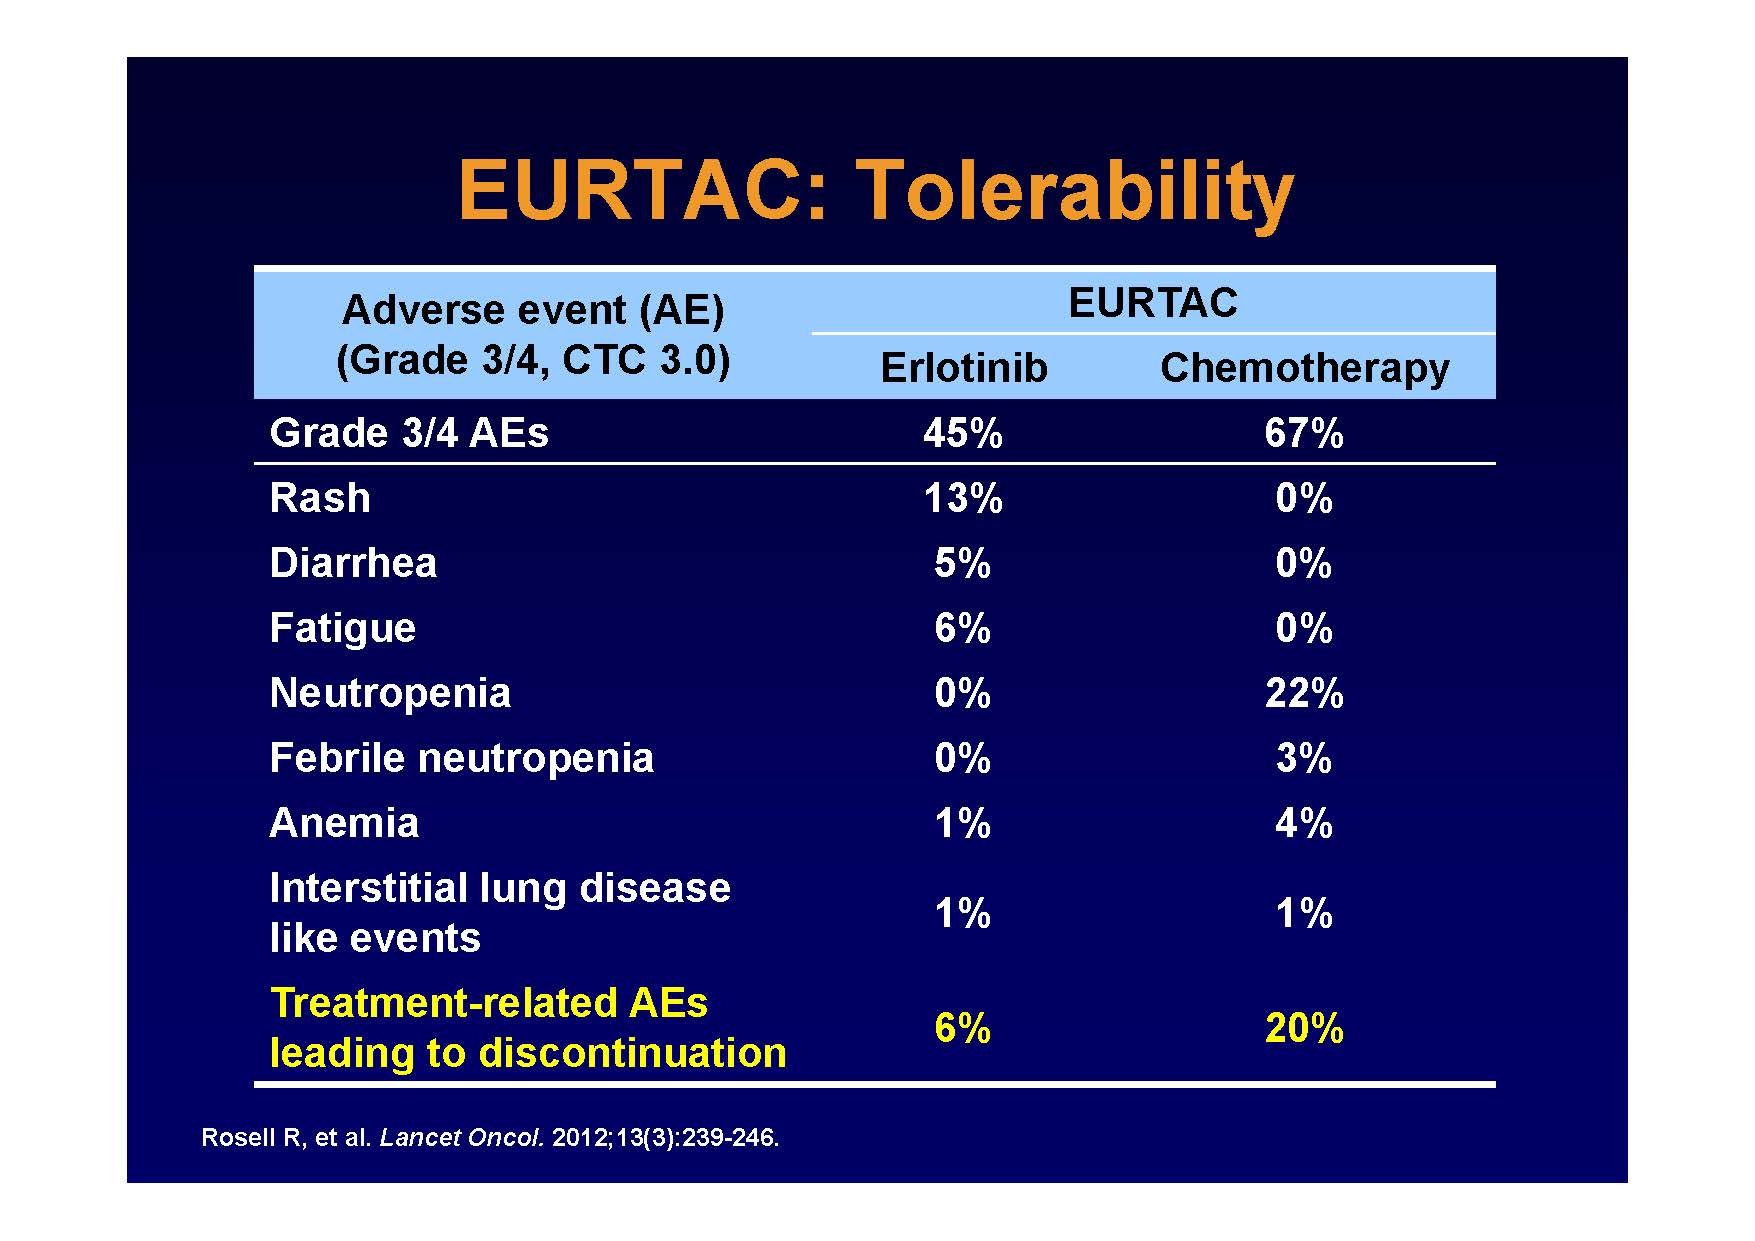 EURTAC: Tolerability
Adverse event (AE)
(Grade 3/4, CTC 3.0)
EURTAC
Erlotinib Chemotherapy
Grade 3/4 AEs 45% 67%
Rash 13% 0%
Diarrhea 5% 0%
Fatigue 6% 0%
Neutropenia 0% 22%
Febrile neutropenia 0% 3%
Anemia 1% 4%
Interstitial lung disease
like events 1% 1%
Treatment-related AEs
leading to discontinuation 6% 20%
Rosell R, et al. Lancet Oncol. 2012;13(3):239-246.